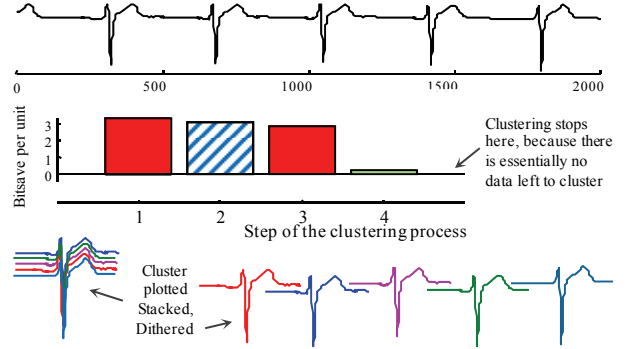 0 500 1000 1500 2000
Bitsave per unit
3
2
1
0
Clustering stops
here, because there
is essentially no
data left to cluster
1 2 3 4
Step of the clustering process
Cluster
plotted
Stacked,
Dithered